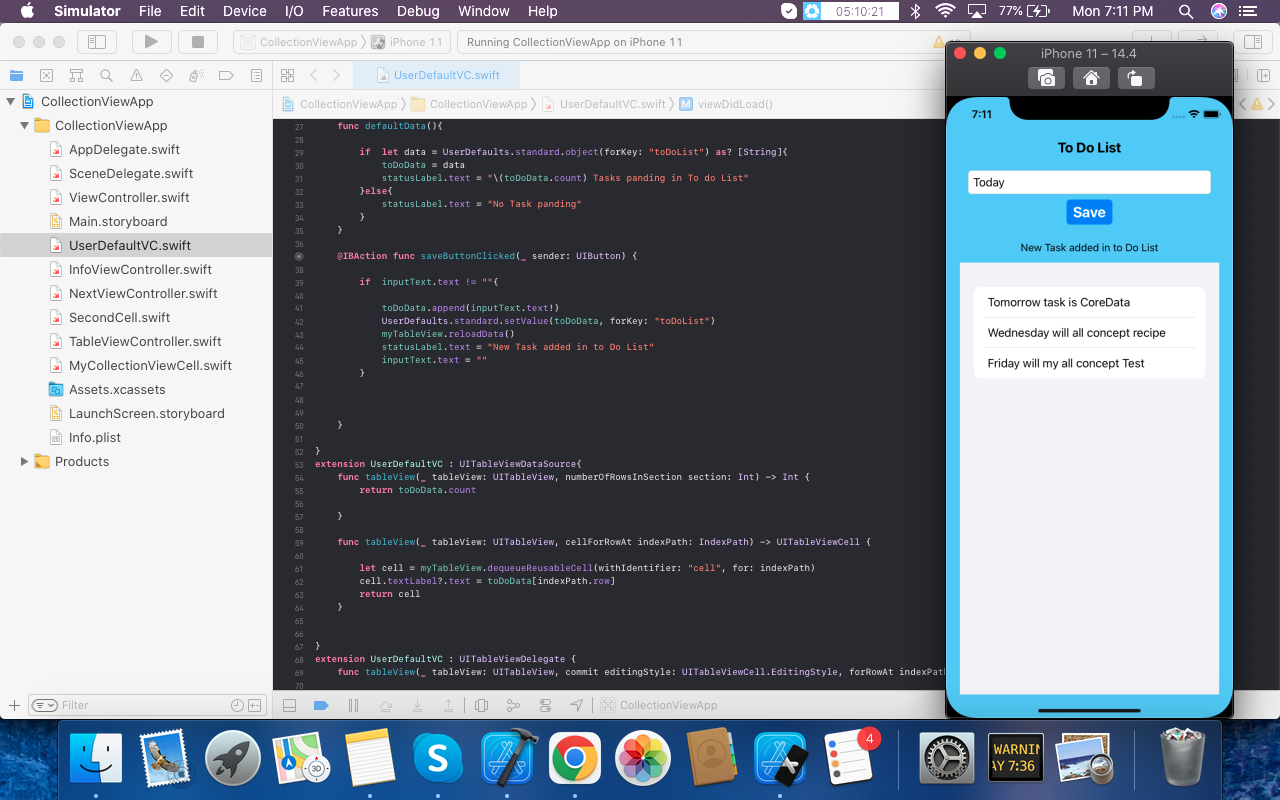 Simulator File Edit Device I/O Features Debug Window Help 05:10:21 77% Mon 7:11 PM
CollectionViewApp iPhone 11 Running CollectionViewApp on iPhone 11
UserDefaultVC.swift
CollectionViewApp CollectionViewApp UserDefaultVC.swift M viewDidLoad()
CollectionViewApp
CollectionViewApp
AppDelegate.swift
SceneDelegate.swift
ViewController.swift
Main.storyboard
UserDefaultVC.swift
InfoViewController.swift
NextViewController.swift
SecondCell.swift
TableViewController.swift
MyCollectionViewCell.swift
Assets.xcassets
LaunchScreen.storyboard
Info.plist
Products
Filter
27 func defaultData(){
28
29 if let data = UserDefaults.standard.object(forKey: "toDoList") as? [String]{
30 toDoData = data
31 statusLabel.text = "\(toDoData.count) Tasks panding in To do List"
32 }else{
33 statusLabel.text = "No Task panding"
34 }
35 }
36
@IBAction func saveButtonClicked(_ sender: UIButton) {
38
39 if inputText.text != ""{
40
41 toDoData.append(inputText.text!)
42 UserDefaults.standard.setValue(toDoData, forKey: "toDoList")
43 myTableView.reloadData()
44 statusLabel.text = "New Task added in to Do List"
45 inputText.text = ""
46 }
47
48
49
50 }
51
52 }
53 extension UserDefaultVC : UITableViewDataSource{
54 func tableView(_ tableView: UITableView, numberOfRowsInSection section: Int) -> Int {
55 return toDoData.count
56
57 }
58
59 func tableView(_ tableView: UITableView, cellForRowAt indexPath: IndexPath) -> UITableViewCell {
60
61 let cell = myTableView.dequeueReusableCell(withIdentifier: "cell", for: indexPath)
62 cell.textLabel?.text = toDoData[indexPath.row]
63 return cell
64 }
65
66
67 }
68 extension UserDefaultVC : UITableViewDelegate {
69 func tableView(_ tableView: UITableView, commit editingStyle: UITableViewCell.EditingStyle, forRowAt indexPath
70
CollectionViewApp
iPhone 11 – 14.4
7:11
To Do List
Today
Save
New Task added in to Do List
Tomorrow task is CoreData
Wednesday will all concept recipe
Friday will my all concept Test
3D
S
4
WARNIN
AY 7:36